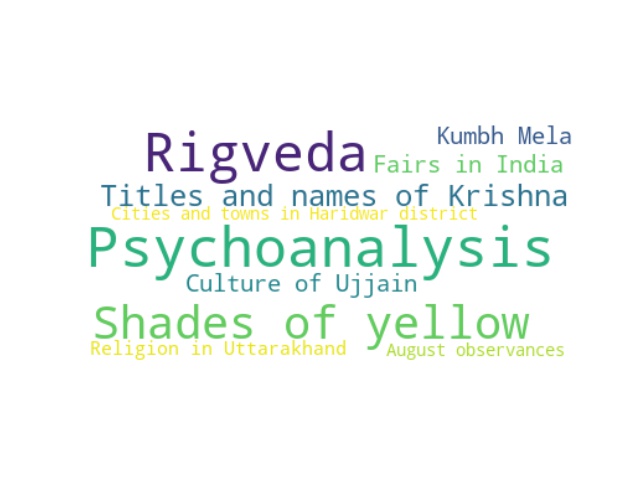 Kumbh Mela
Rigveda
Fairs in India
Titles and names of Krishna
Cities and towns in Haridwar district
Psychoanalysis
Culture of Ujjain
Shades of yellow
Religion in Uttarakhand
August observances